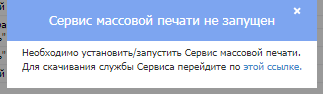 Сервис массовой печати не запущен
Необходимо установить/запустить Сервис массовой печати.
Для скачивания службы Сервиса перейдите по этой ссылке.